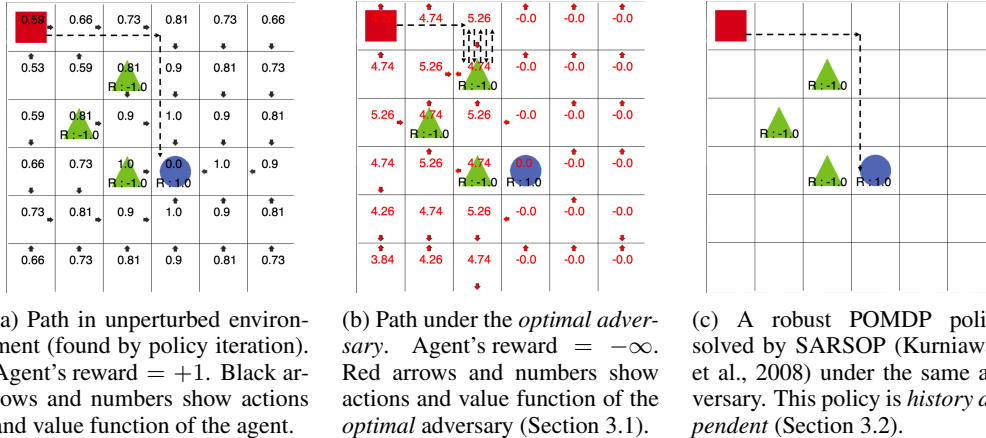 0.59 0.66 0.73 0.81 0.73 0.66
0.53 0.59 0.81 0.9 0.81 0.73
R : -1.0
0.59 0.81 0.9 1.0 0.9 0.81
R : -1.0
0.66 0.73 1.0 0.0 1.0 0.9
R : -1.0 R : 1.0
0.73 0.81 0.9 1.0 0.9 0.81
0.66 0.73 0.81 0.9 0.81 0.73
a) Path in unperturbed environ-
ment (found by policy iteration).
Agent's reward = +1. Black ar-
rows and numbers show actions
and value function of the agent.
4.74 5.26 -0.0 -0.0 -0.0
4.74 5.26 4.74 -0.0 -0.0 -0.0
R : -1.0
5.26 4.74 5.26 -0.0 -0.0 -0.0
R : -1.0
4.74 5.26 4.74 0.0 -0.0 -0.0
R : -1.0 R : 1.0
4.26 4.74 5.26 -0.0 -0.0 -0.0
3.84 4.26 4.74 -0.0 -0.0 -0.0
(b) Path under the optimal adver-
sary. Agent's reward = −∞.
Red arrows and numbers show
actions and value function of the
optimal adversary (Section 3.1).
R : -1.0
R : -1.0
R : -1.0 R : 1.0
(c) A robust POMDP poli
solved by SARSOP (Kurniawa
et al., 2008) under the same a
versary. This policy is history d
pendent (Section 3.2).